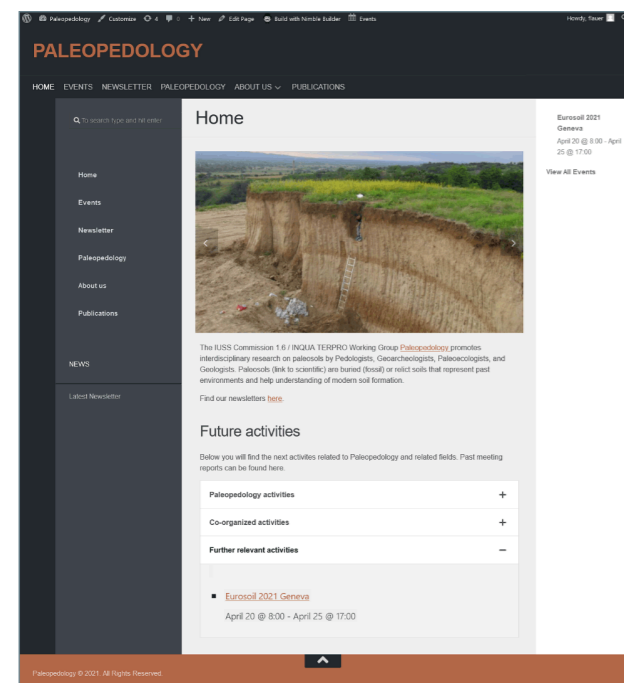 Paleopedology Customize 4 0 + New Edit Page Build with Nimble Builder Events Howdy, flauer
PALEOPEDOLOGY
HOME EVENTS NEWSLETTER PALEOPEDOLOGY ABOUT US PUBLICATIONS
To search type and hit enter
Home
Events
Newsletter
Paleopedology
About us
Publications
NEWS
Latest Newsletter
Home
The IUSS Commission 1.6 / INQUA TERPRO Working Group Paleopedology promotes
interdisciplinary research on paleosols by Pedologists, Geoarcheologists, Paleoecologists, and
Geologists. Paleosols (link to scientific) are buried (fossil) or relict soils that represent past
environments and help understanding of modern soil formation.
Find our newsletters here.
Future activities
Below you will find the next activites related to Paleopedology and related fields. Past meeting
reports can be found here.
Paleopedology activities +
Co-organized activities +
Further relevant activities −
Eurosoil 2021 Geneva
April 20 @ 8:00 - April 25 @ 17:00
Eurosoil 2021
Geneva
April 20 @ 8:00 - April
25 @ 17:00
View All Events
Paleopedology © 2021. All Rights Reserved.